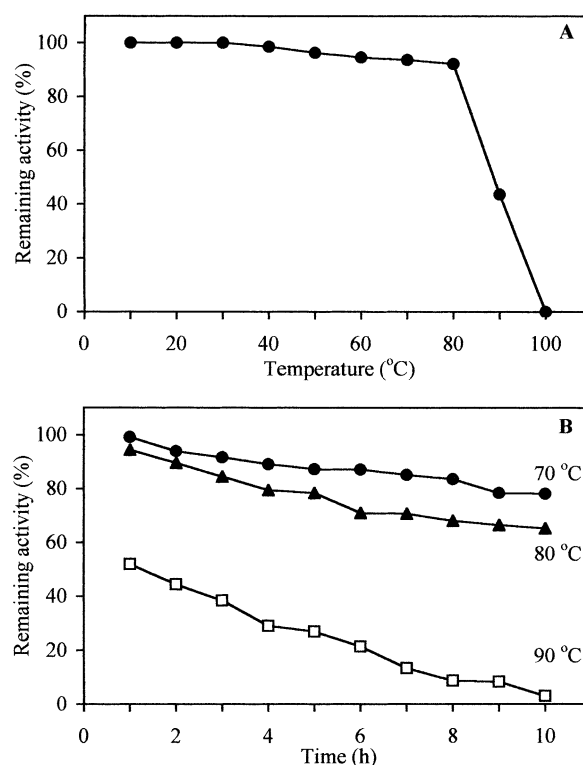 A
Remaining activity (%)
100
80
60
40
20
0
0 20 40 60 80 100
Temperature (°C)
B
Remaining activity (%)
100
80
60
40
20
0
70 °C
80 °C
90 °C
0 2 4 6 8 10
Time (h)